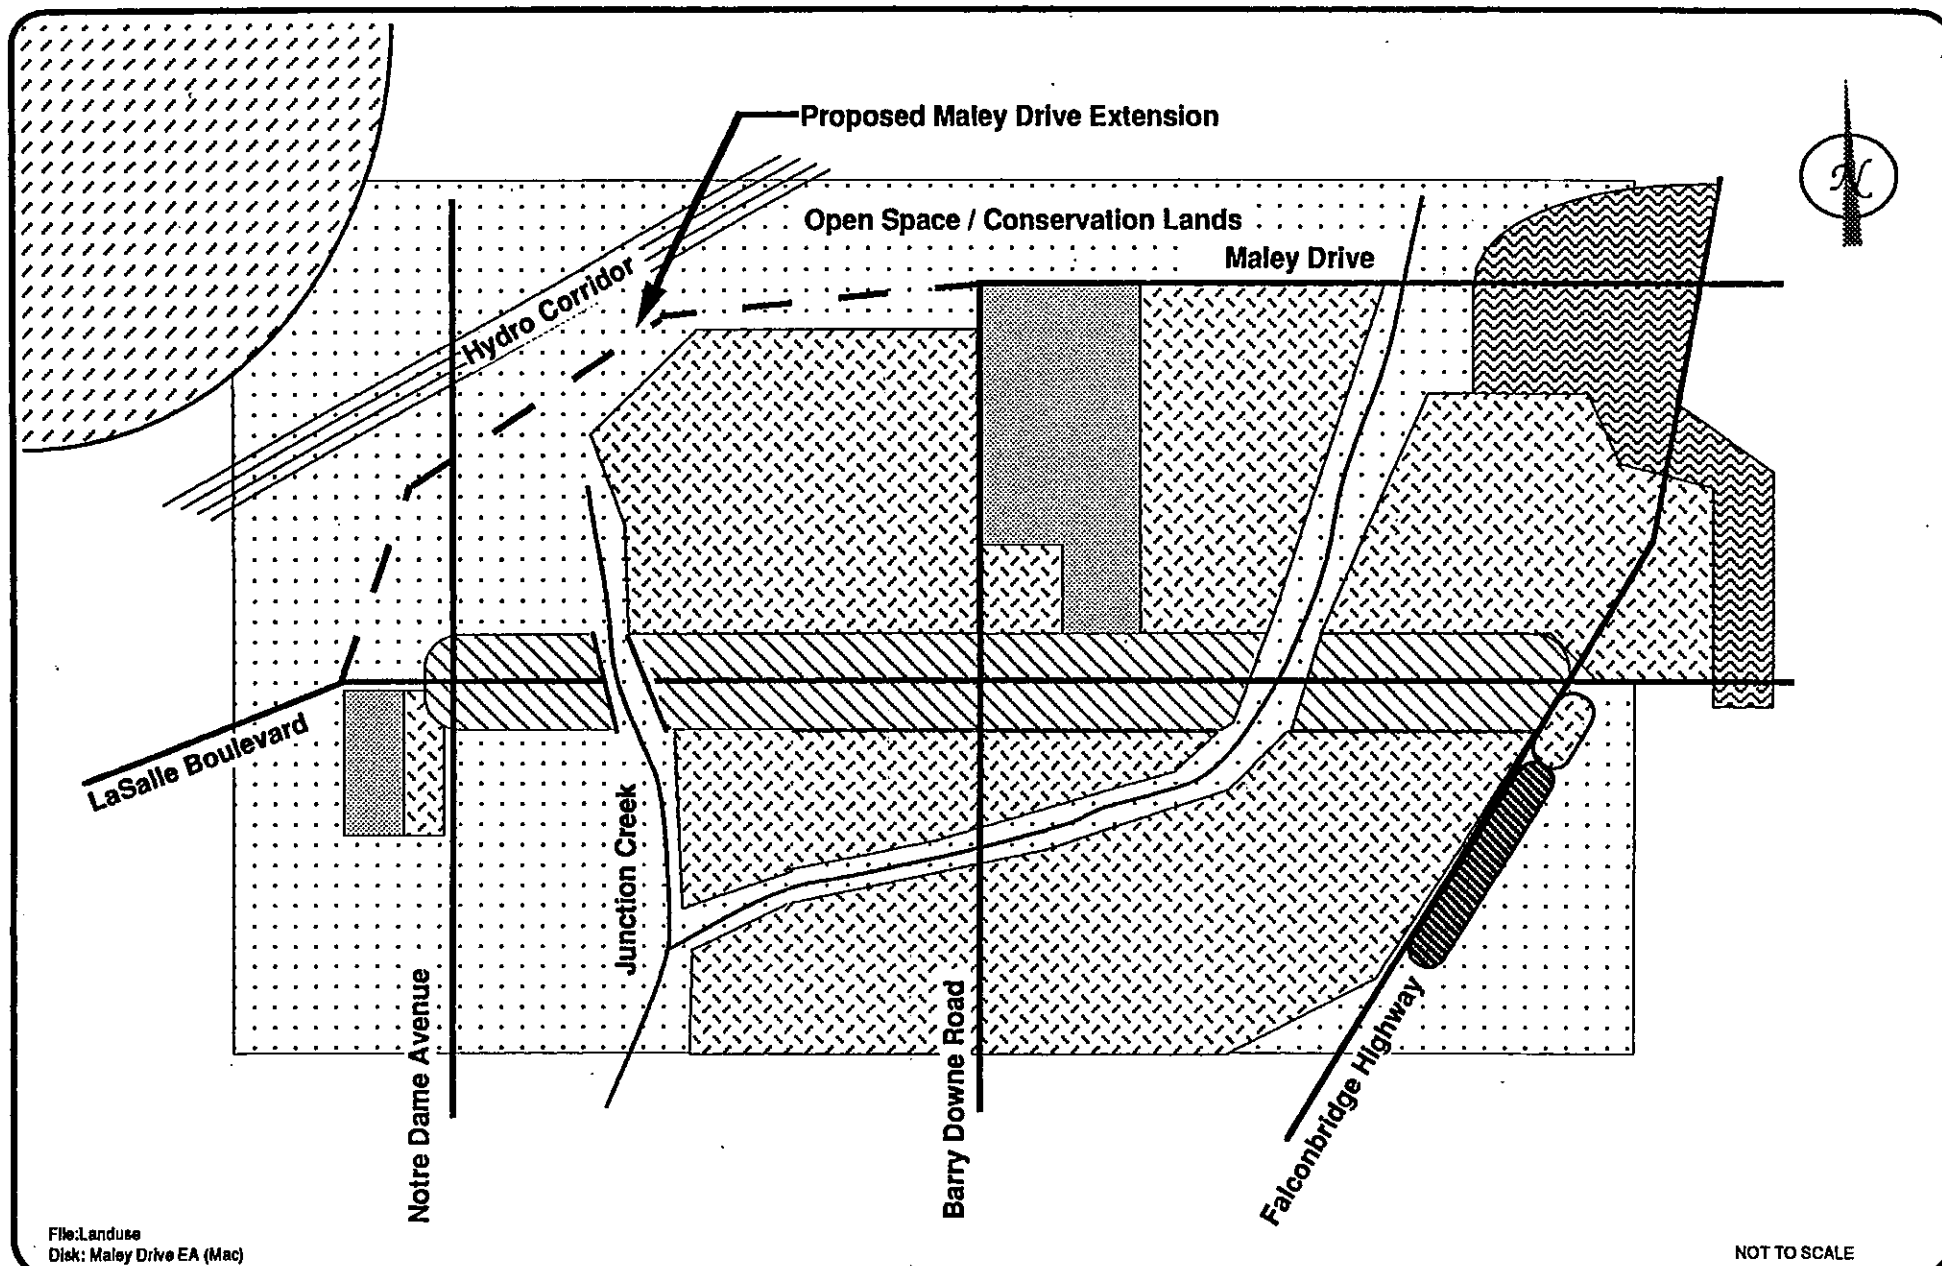 Proposed Maley Drive Extension
N
Open Space / Conservation Lands
Maley Drive
Hydro Corridor
LaSalle Boulevard
Junction Creek
Notre Dame Avenue
Barry Downe Road
Falconbridge Highway
File:Landuse
Disk: Maley Drive EA (Mac)
NOT TO SCALE